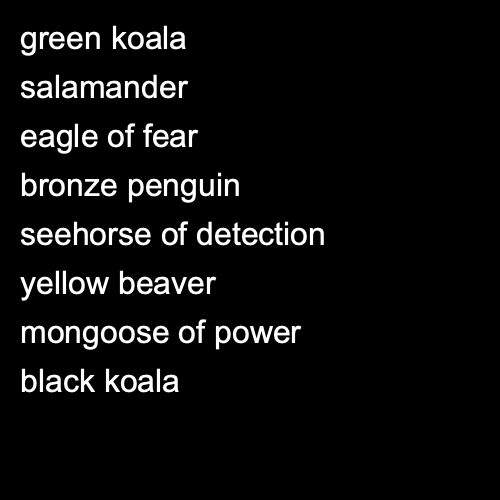 green koala
salamander
eagle of fear
bronze penguin
seehorse of detection
yellow beaver
mongoose of power
black koala